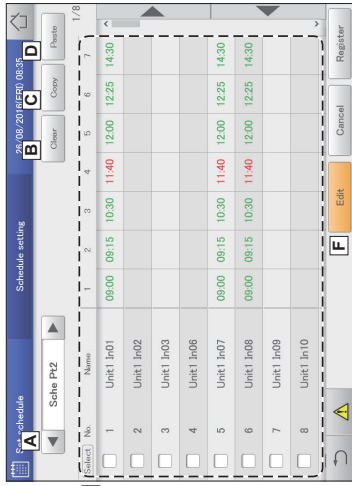 Schedule setting 26/08/2016(FRI) 08:35
A B C D
Sche Pt2 Clear Copy Paste
1/8
Select No. Name 1 2 3 4 5 6 7
1 Unit1 In01 09:00 09:15 10:30 11:40 12:00 12:25 14:30
2 Unit1 In02
3 Unit1 In03
4 Unit1 In06
5 Unit1 In07 09:00 09:15 10:30 11:40 12:00 12:25 14:30
6 Unit1 In08 09:00 09:15 10:30 11:40 12:00 12:25 14:30
7 Unit1 In09
8 Unit1 In10
F
Edit Cancel Register